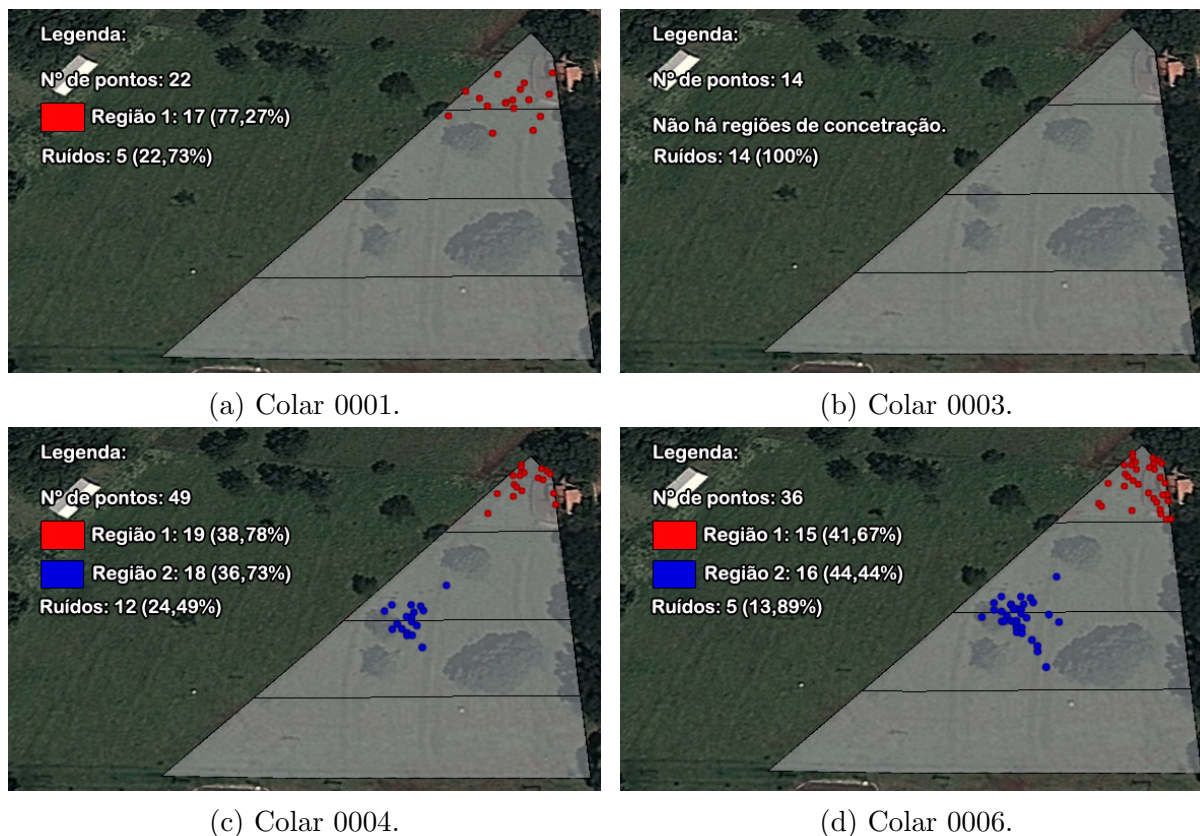 Legenda:
Nº de pontos: 22
Região 1: 17 (77,27%)
Ruídos: 5 (22,73%)
(a) Colar 0001.
Legenda:
Nº de pontos: 14
Não há regiões de concetração.
Ruídos: 14 (100%)
(b) Colar 0003.
Legenda:
Nº de pontos: 49
Região 1: 19 (38,78%)
Região 2: 18 (36,73%)
Ruídos: 12 (24,49%)
(c) Colar 0004.
Legenda:
Nº de pontos: 36
Região 1: 15 (41,67%)
Região 2: 16 (44,44%)
Ruídos: 5 (13,89%)
(d) Colar 0006.